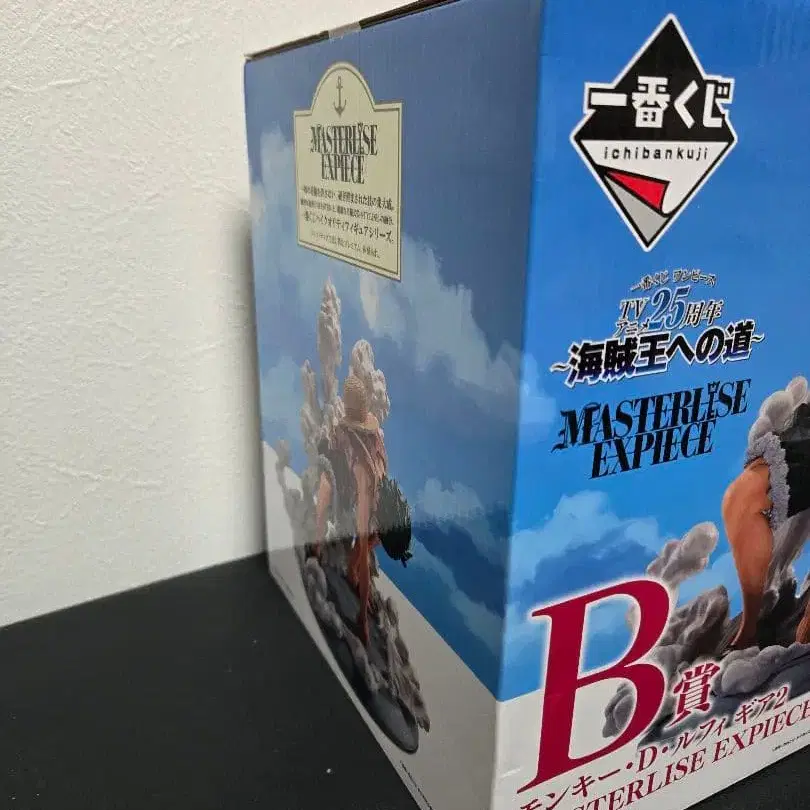 MASTERLISE
EXPIECE
一番くじ
ichibankuji
一番くじ ワンピース
TV
アニメ
25周年
~海賊王への道~
MASTERLISE
EXPIECE
B賞
モンキー・D・ルフィ ギア2
MASTERLISE EXPIECE